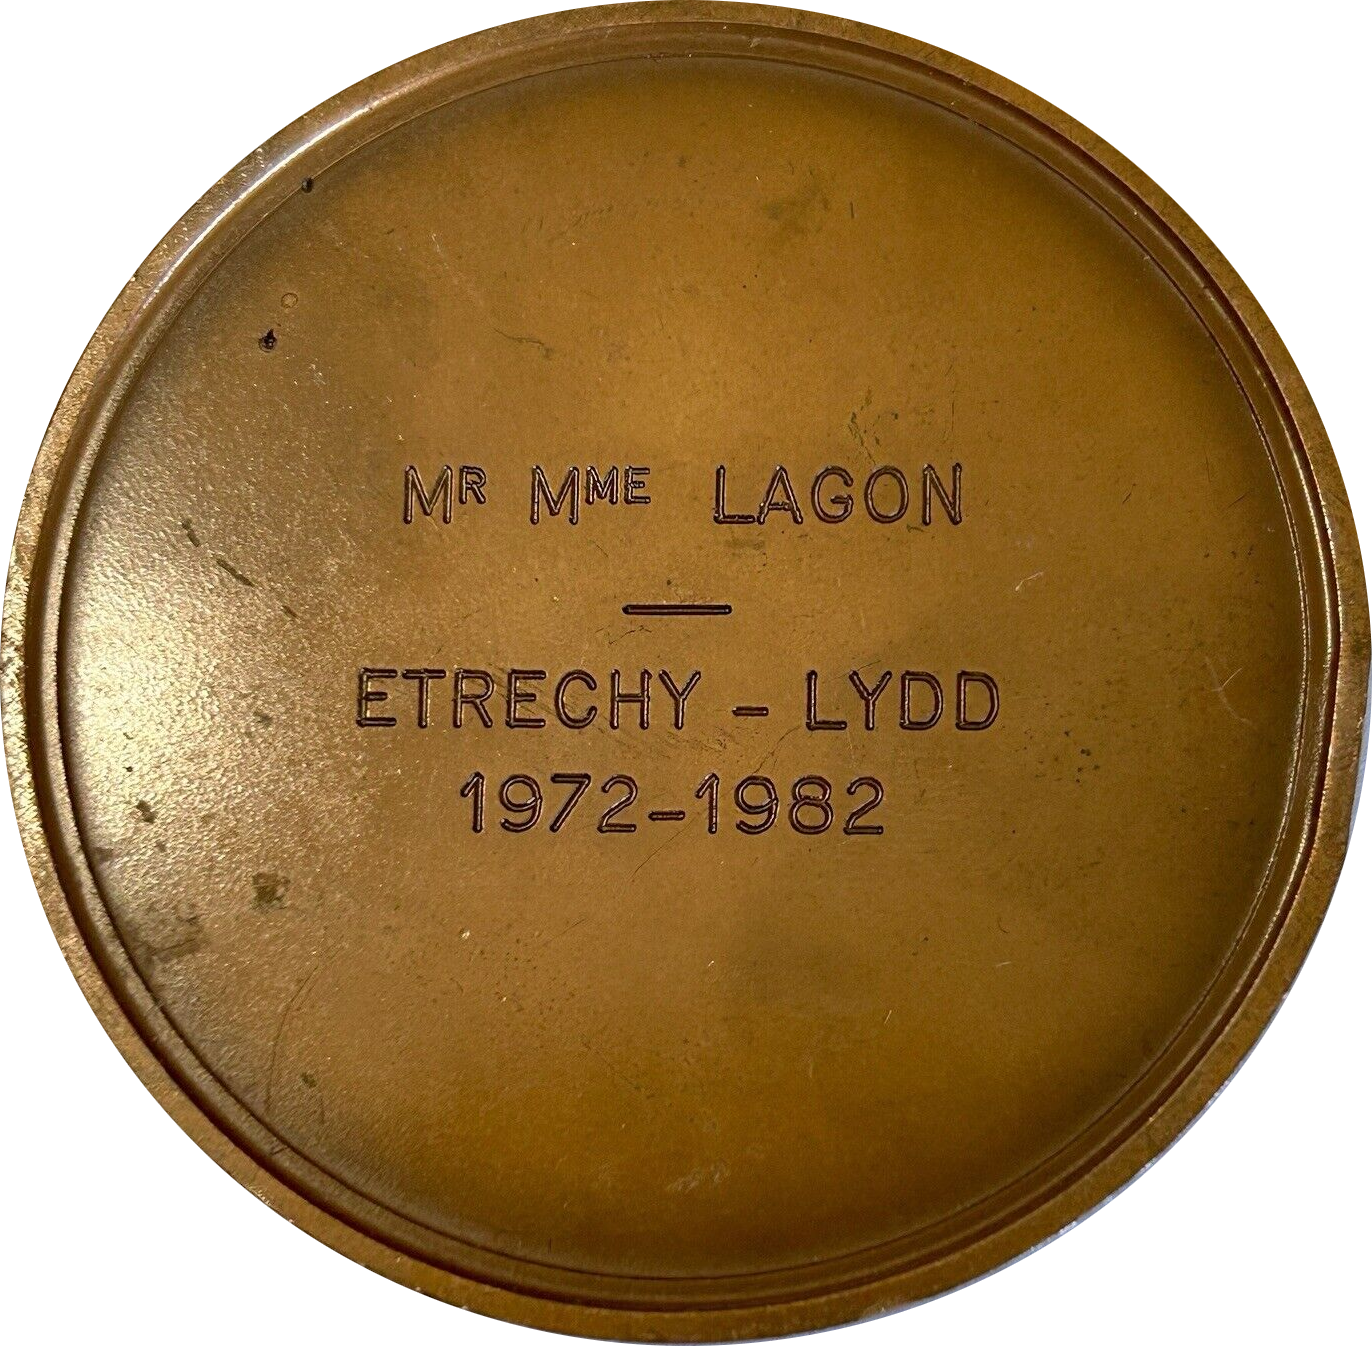 Mᴿ Mᴹᴱ LAGON
—
ETRECHY - LYDD
1972-1982